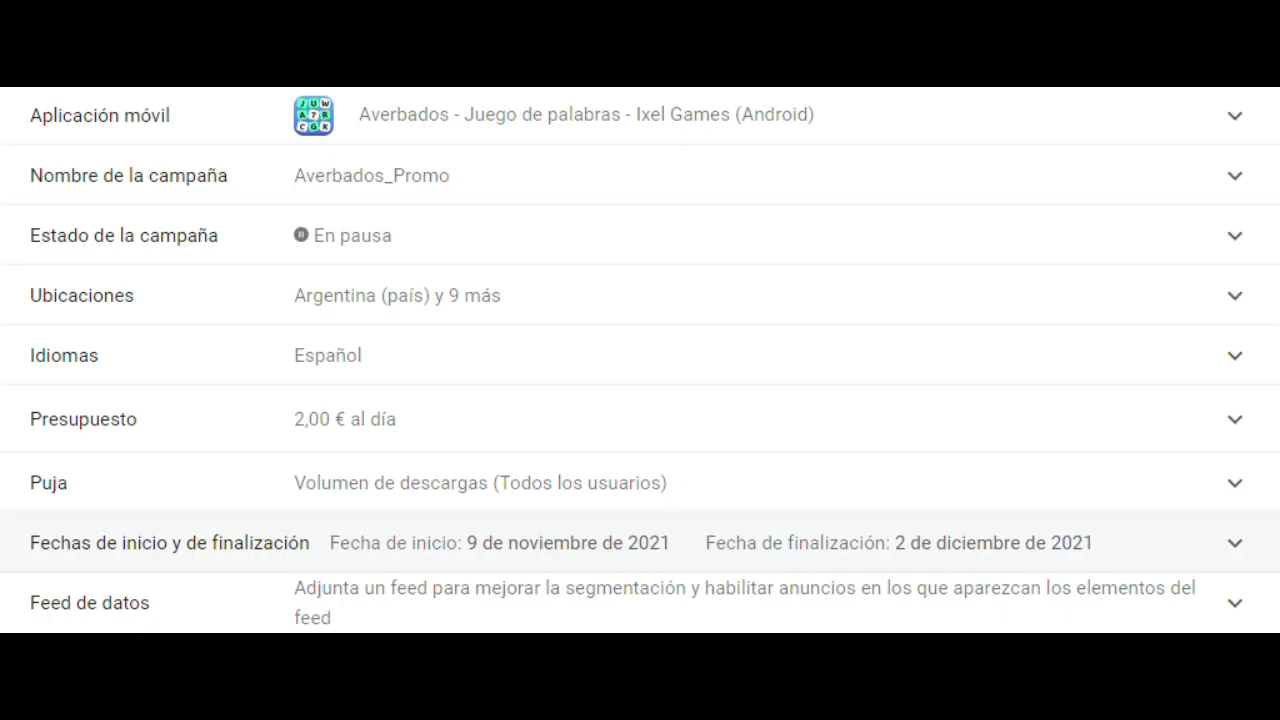 Aplicación móvil
J U W
A T R
C G K
Averbados - Juego de palabras - Ixel Games (Android)
Nombre de la campaña
Averbados_Promo
Estado de la campaña
En pausa
Ubicaciones
Argentina (país) y 9 más
Idiomas
Español
Presupuesto
2,00 € al día
Puja
Volumen de descargas (Todos los usuarios)
Fechas de inicio y de finalización
Fecha de inicio: 9 de noviembre de 2021
Fecha de finalización: 2 de diciembre de 2021
Feed de datos
Adjunta un feed para mejorar la segmentación y habilitar anuncios en los que aparezcan los elementos del
feed